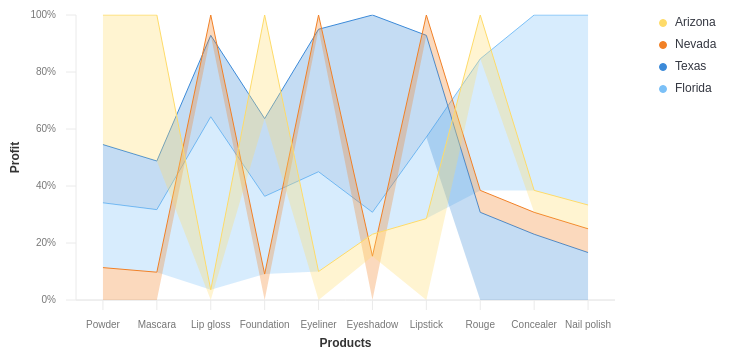 100%
80%
60%
40%
20%
0%
Profit
Powder Mascara Lip gloss Foundation Eyeliner Eyeshadow Lipstick Rouge Concealer Nail polish
Products
Arizona
Nevada
Texas
Florida